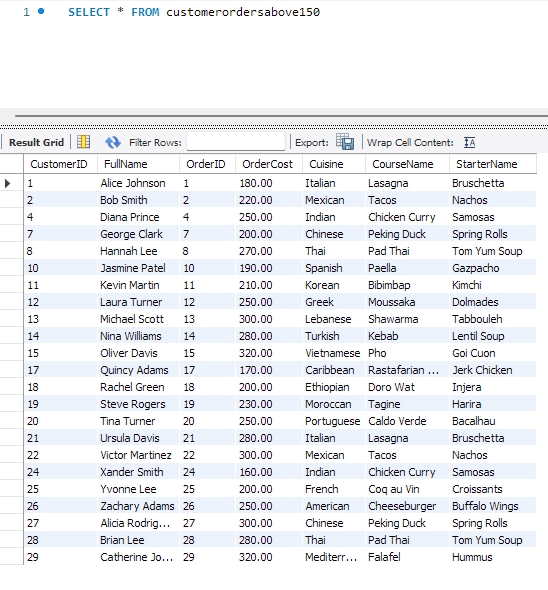 1 SELECT * FROM customerordersabove150
Result Grid Filter Rows: Export: Wrap Cell Content:
CustomerID FullName OrderID OrderCost Cuisine CourseName StarterName
1 Alice Johnson 1 180.00 Italian Lasagna Bruschetta
2 Bob Smith 2 220.00 Mexican Tacos Nachos
4 Diana Prince 4 250.00 Indian Chicken Curry Samosas
7 George Clark 7 200.00 Chinese Peking Duck Spring Rolls
8 Hannah Lee 8 270.00 Thai Pad Thai Tom Yum Soup
10 Jasmine Patel 10 190.00 Spanish Paella Gazpacho
11 Kevin Martin 11 210.00 Korean Bibimbap Kimchi
12 Laura Turner 12 250.00 Greek Moussaka Dolmades
13 Michael Scott 13 300.00 Lebanese Shawarma Tabbouleh
14 Nina Williams 14 280.00 Turkish Kebab Lentil Soup
15 Oliver Davis 15 320.00 Vietnamese Pho Goi Cuon
17 Quincy Adams 17 170.00 Caribbean Rastafarian ... Jerk Chicken
18 Rachel Green 18 200.00 Ethiopian Doro Wat Injera
19 Steve Rogers 19 230.00 Moroccan Tagine Harira
20 Tina Turner 20 250.00 Portuguese Caldo Verde Bacalhau
21 Ursula Davis 21 280.00 Italian Lasagna Bruschetta
22 Victor Martinez 22 300.00 Mexican Tacos Nachos
24 Xander Smith 24 160.00 Indian Chicken Curry Samosas
25 Yvonne Lee 25 200.00 French Coq au Vin Croissants
26 Zachary Adams 26 250.00 American Cheeseburger Buffalo Wings
27 Alicia Rodrig... 27 300.00 Chinese Peking Duck Spring Rolls
28 Brian Lee 28 280.00 Thai Pad Thai Tom Yum Soup
29 Catherine Jo... 29 320.00 Mediterr... Falafel Hummus